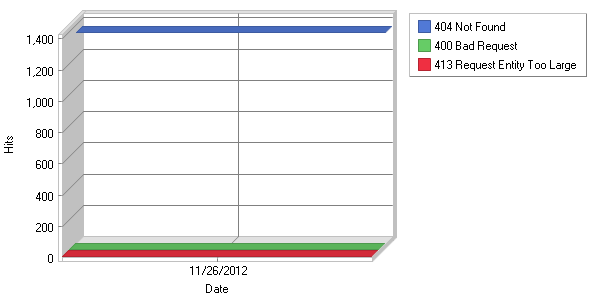 404 Not Found
400 Bad Request
413 Request Entity Too Large
Hits
1,400
1,200
1,000
800
600
400
200
0
11/26/2012
Date